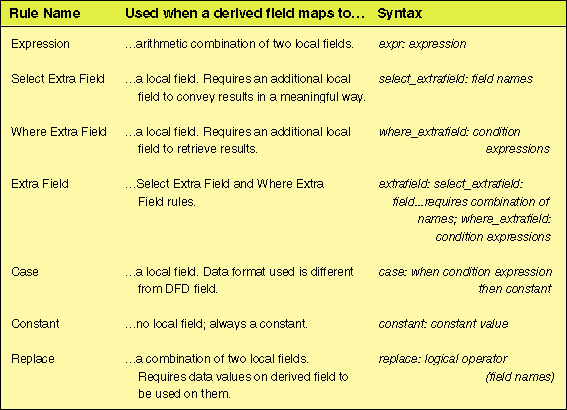 Rule Name Used when a derived field maps to… Syntax
Expression …arithmetic combination of two local fields. expr: expression
Select Extra Field …a local field. Requires an additional local select_extrafield: field names
field to convey results in a meaningful way.
Where Extra Field …a local field. Requires an additional local where_extrafield: condition
field to retrieve results. expressions
Extra Field …Select Extra Field and Where Extra extrafield: select_extrafield:
Field rules. field...requires combination of
names; where_extrafield:
condition expressions
Case …a local field. Data format used is different case: when condition expression
from DFD field. then constant
Constant …no local field; always a constant. constant: constant value
Replace …a combination of two local fields. replace: logical operator
Requires data values on derived field to (field names)
be used on them.